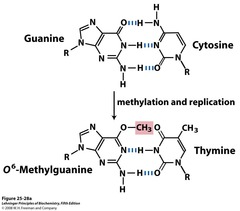 Guanine
Cytosine
O
H
N
H
N
N
N
H
N
N
N
R
N
H
O
N
R
H
methylation and replication
O
CH₃
O
CH₃
N
N
N
H
N
N
R
N
H
O
N
R
H
O⁶-Methylguanine
Thymine
Figure 25-28a
Lehninger Principles of Biochemistry, Fifth Edition
© 2008 W. H. Freeman and Company